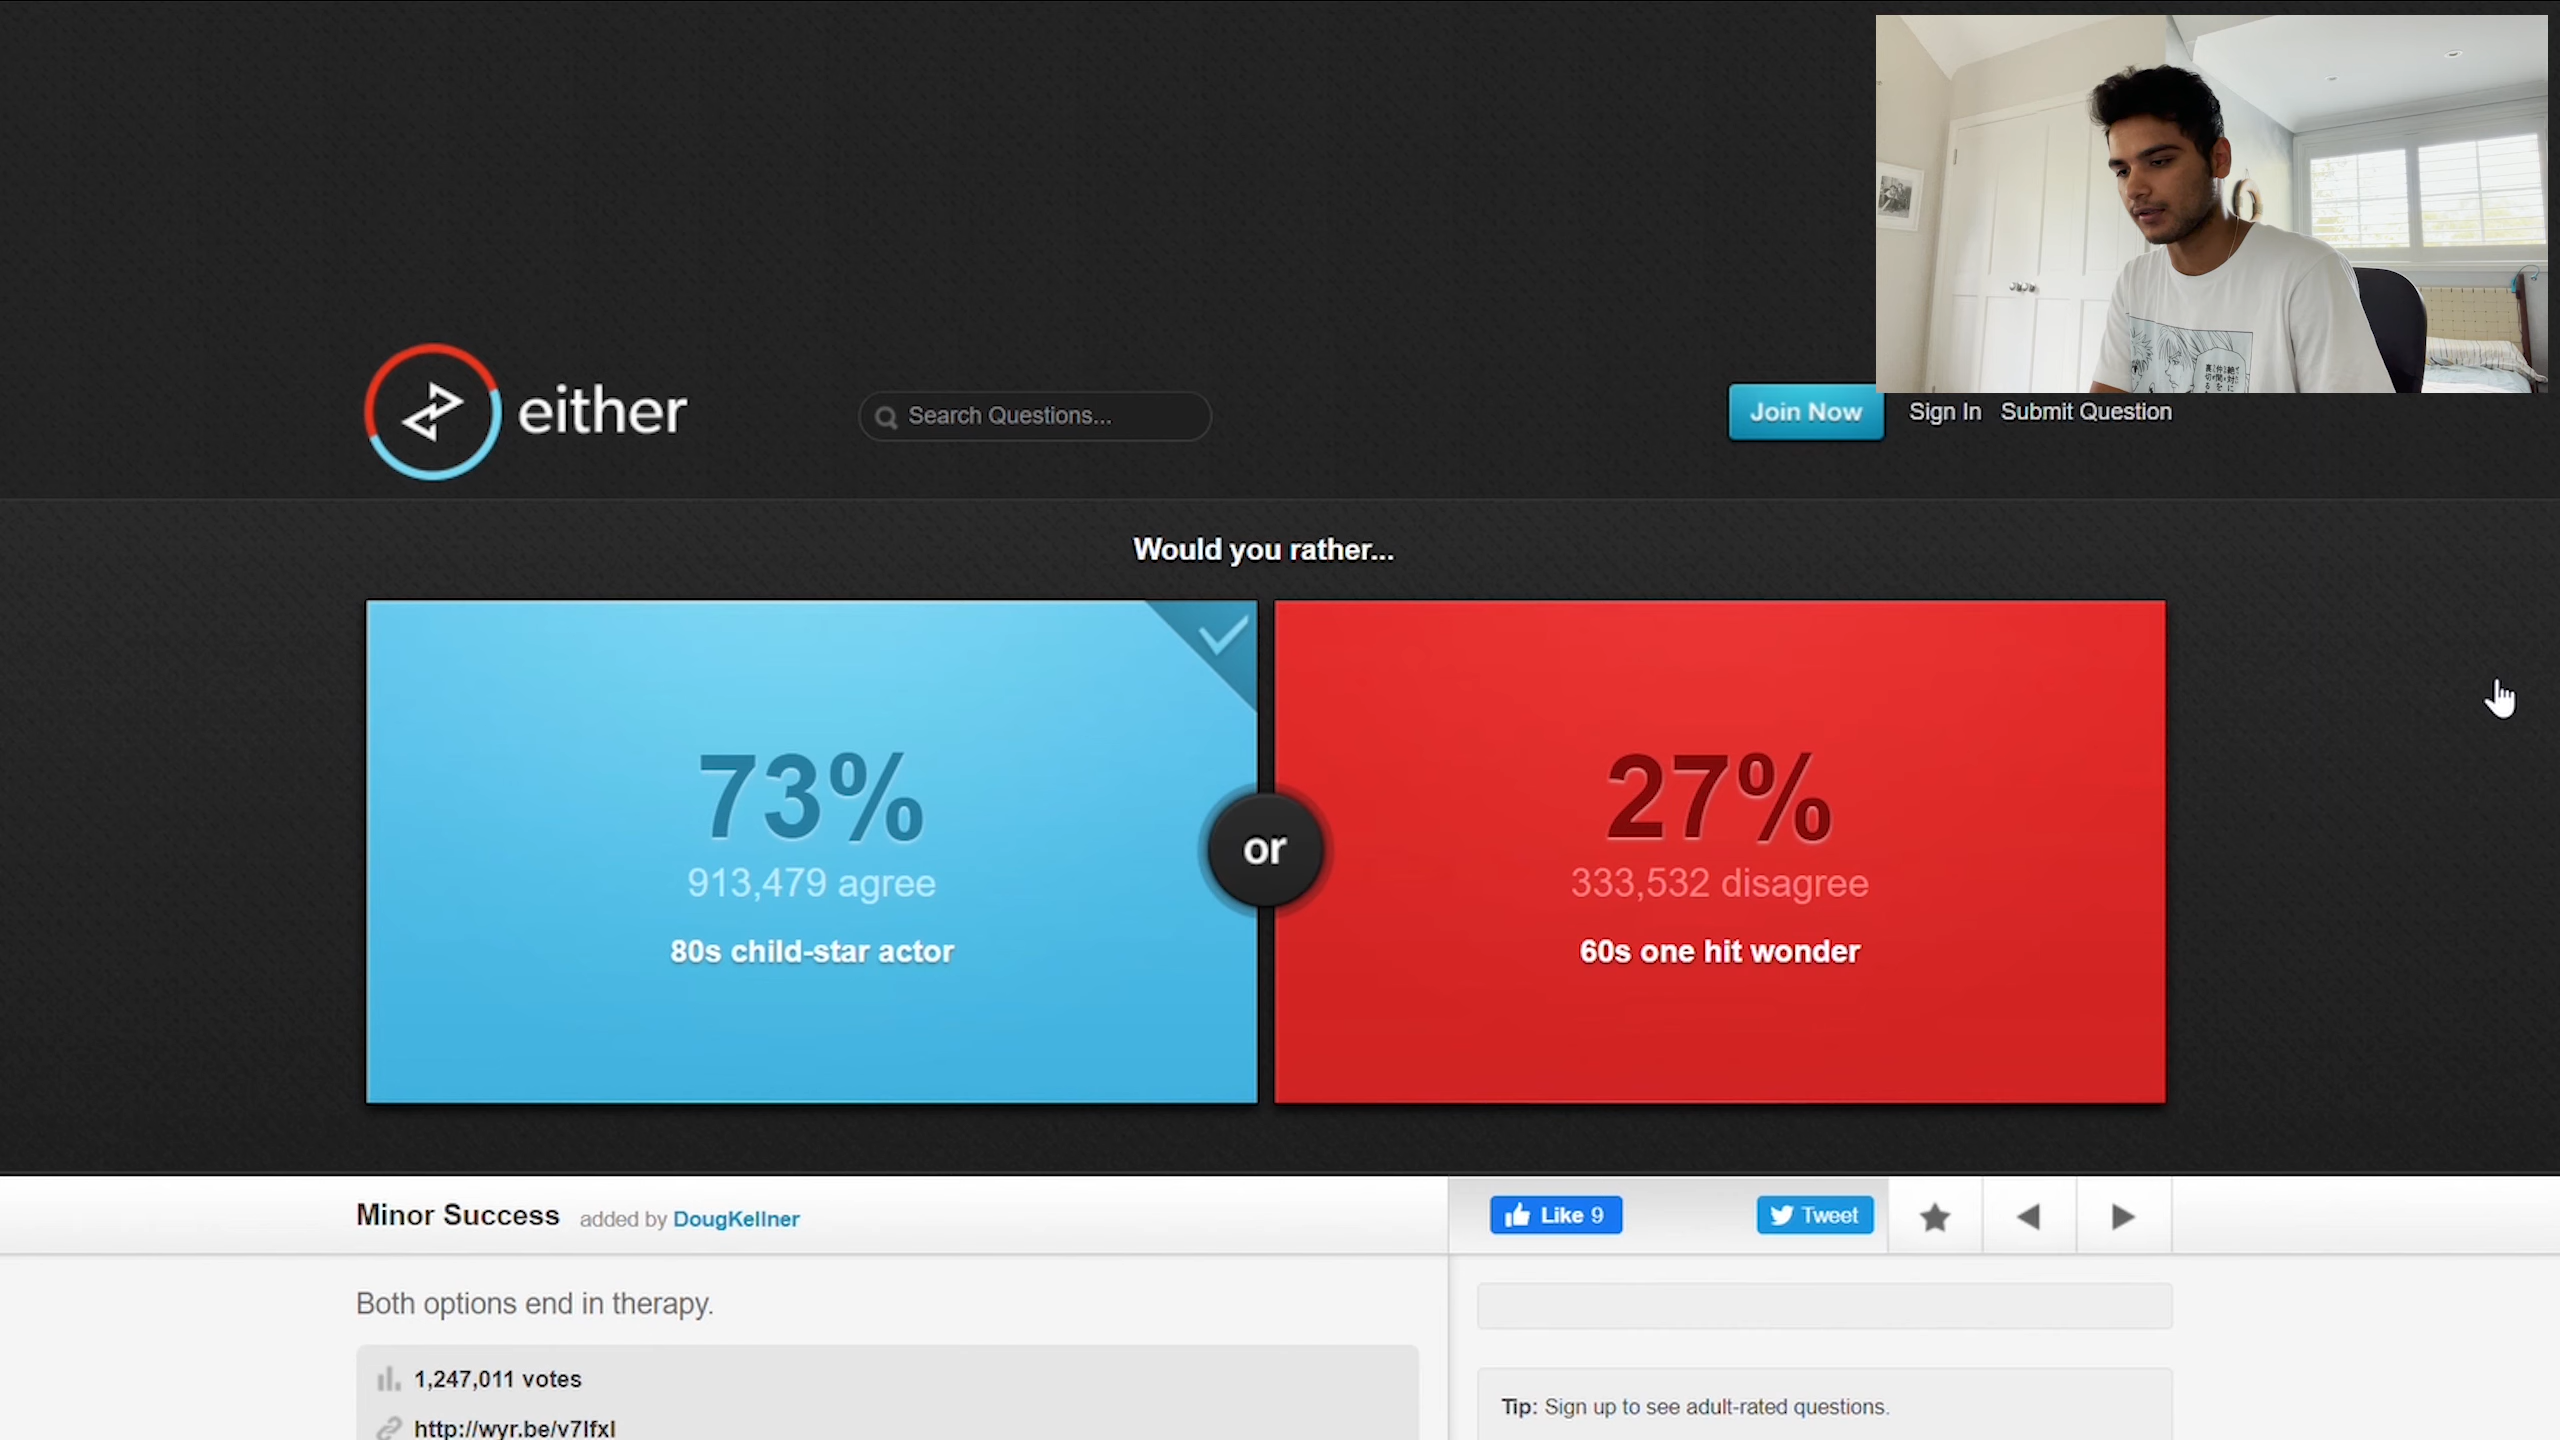 either
Search Questions...
Join Now
Sign In
Submit Question
Would you rather...
73%
913,479 agree
80s child-star actor
or
27%
333,532 disagree
60s one hit wonder
Minor Success added by DougKellner
Like 9
Tweet
Both options end in therapy.
1,247,011 votes
http://wyr.be/v7IfxI
Tip: Sign up to see adult-rated questions.